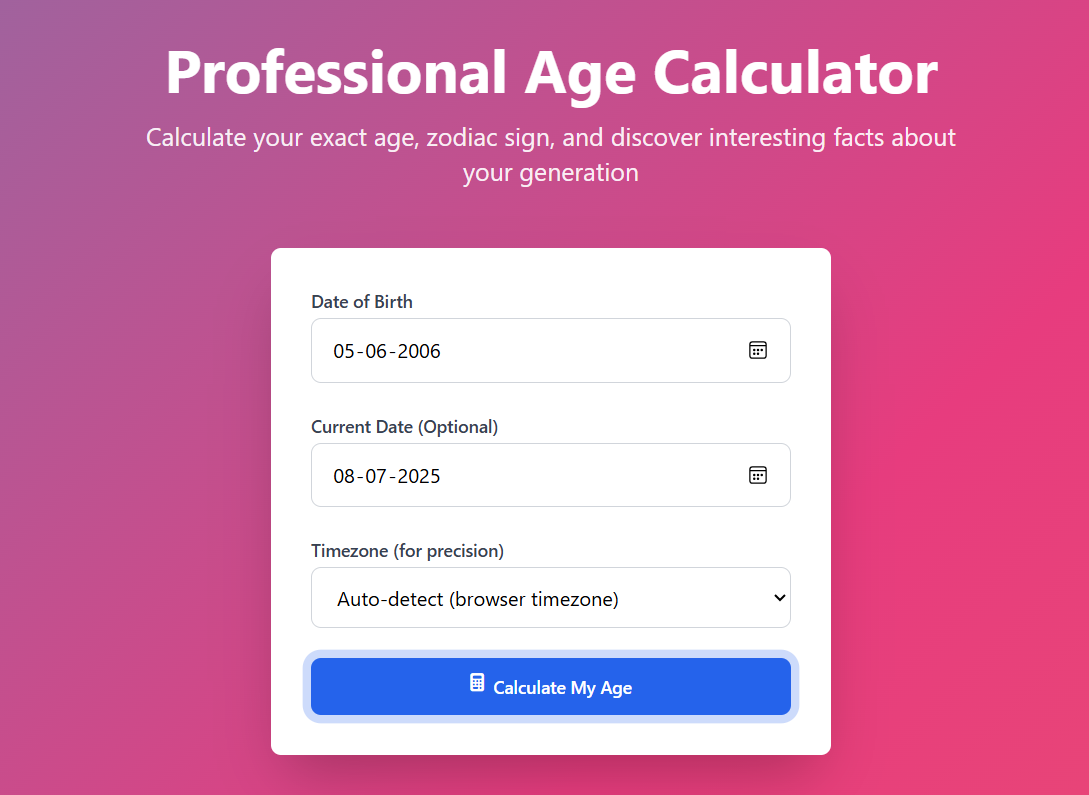 Professional Age Calculator
Calculate your exact age, zodiac sign, and discover interesting facts about
your generation
Date of Birth
05-06-2006
Current Date (Optional)
08-07-2025
Timezone (for precision)
Auto-detect (browser timezone)
Calculate My Age